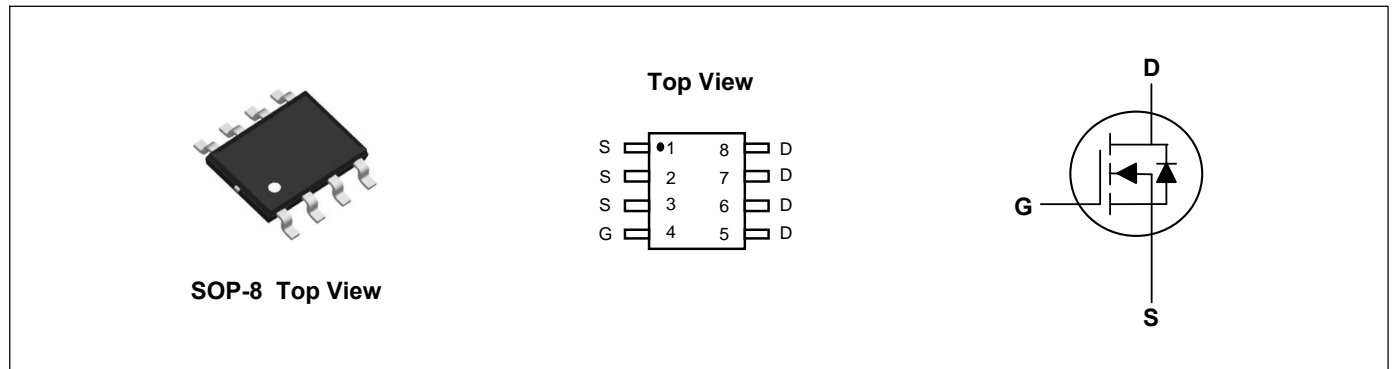 SOP-8 Top View
Top View
S 1 8 D
S 2 7 D
S 3 6 D
G 4 5 D
D
G
S